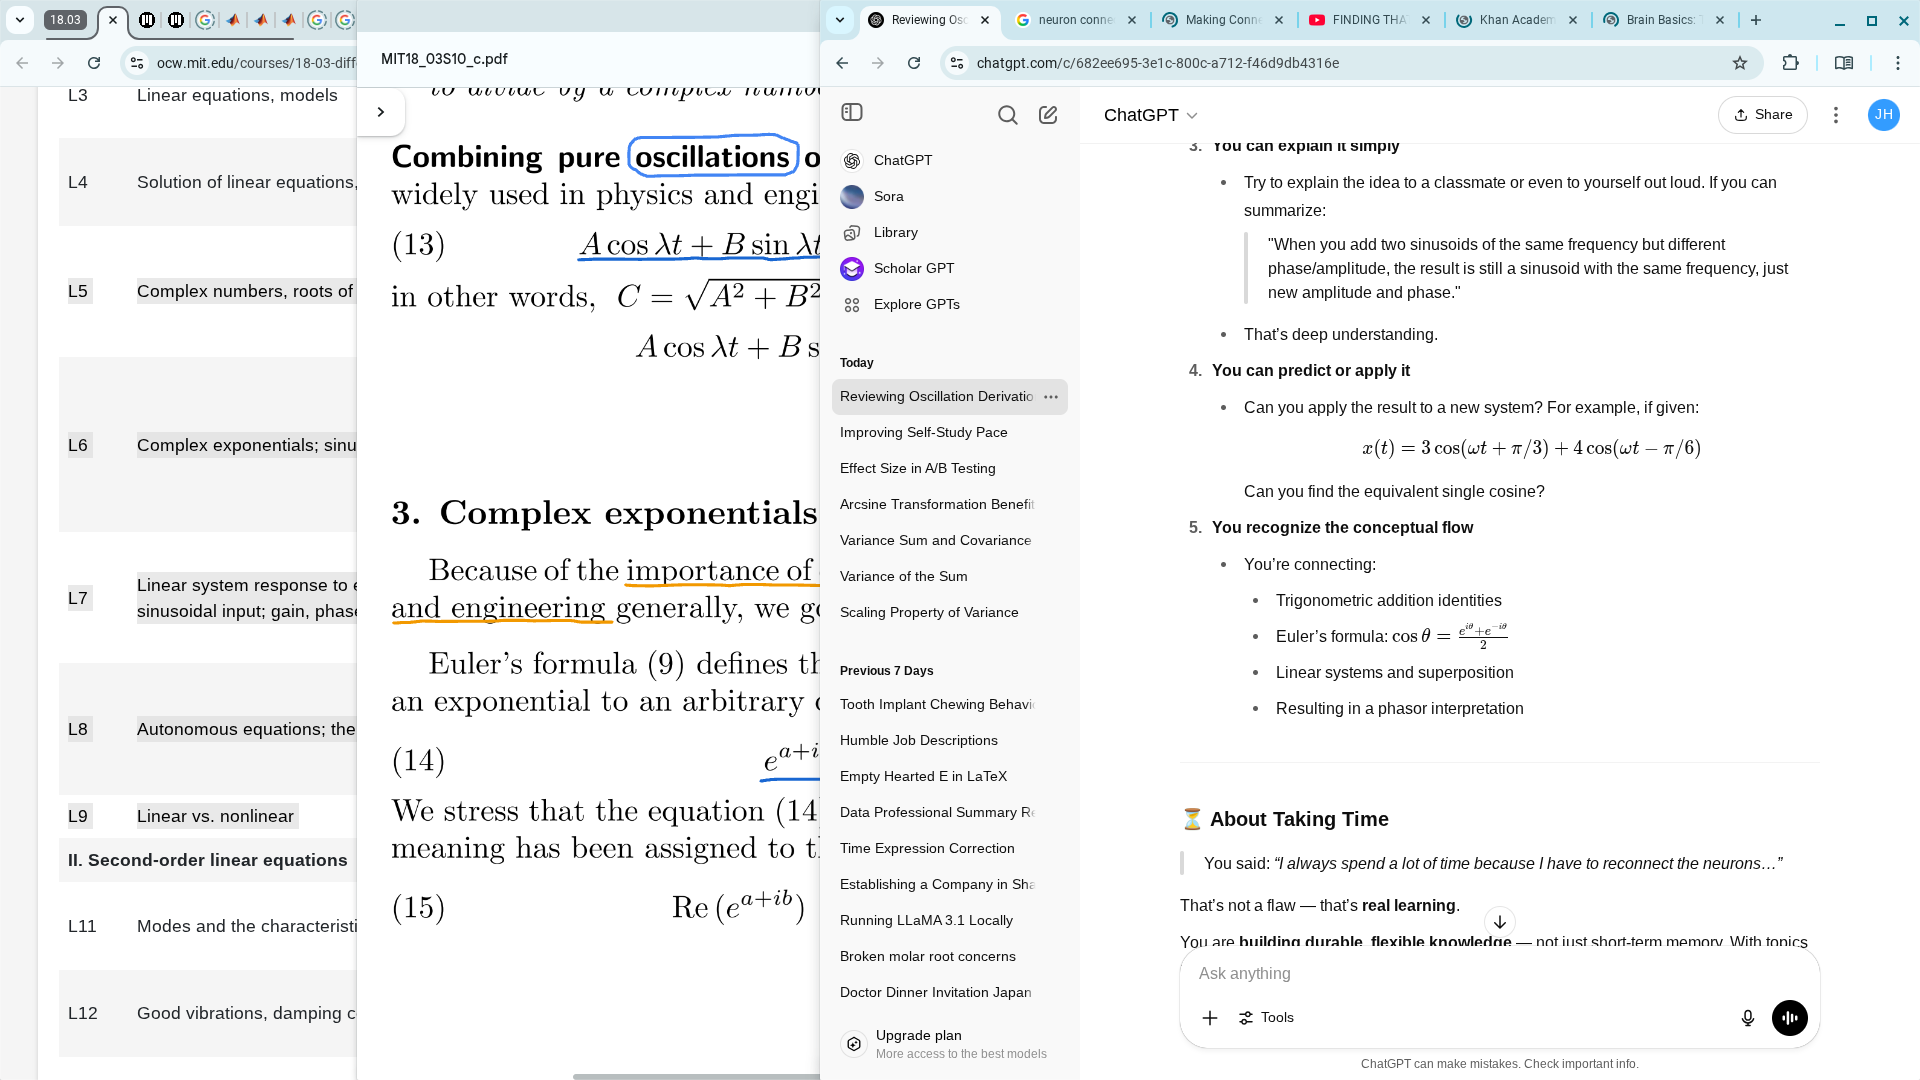 18.03
ocw.mit.edu/courses/18-03-diff
L3 Linear equations, models
L4 Solution of linear equations,
L5 Complex numbers, roots of
L6 Complex exponentials; sinu
L7 Linear system response to e
sinusoidal input; gain, phase
L8 Autonomous equations; the
L9 Linear vs. nonlinear
II. Second-order linear equations
L11 Modes and the characteristi
L12 Good vibrations, damping c
MIT18_03S10_c.pdf
to divide by a complex numb
Combining pure oscillations o
widely used in physics and engi
(13) A cos λt + B sin λt
in other words, C = √A² + B²
A cos λt + B s
3. Complex exponentials
Because of the importance of
and engineering generally, we go
Euler's formula (9) defines th
an exponential to an arbitrary c
(14) e^{a+i
We stress that the equation (14)
meaning has been assigned to t
(15) Re (e^{a+ib})
Reviewing Osc
neuron conne
Making Conne
FINDING THA
Khan Academ
Brain Basics: T
chatgpt.com/c/682ee695-3e1c-800c-a712-f46d9db4316e
ChatGPT
Sora
Library
Scholar GPT
Explore GPTs
Today
Reviewing Oscillation Derivatio
Improving Self-Study Pace
Effect Size in A/B Testing
Arcsine Transformation Benefit
Variance Sum and Covariance
Variance of the Sum
Scaling Property of Variance
Previous 7 Days
Tooth Implant Chewing Behavi
Humble Job Descriptions
Empty Hearted E in LaTeX
Data Professional Summary Re
Time Expression Correction
Establishing a Company in Sha
Running LLaMA 3.1 Locally
Broken molar root concerns
Doctor Dinner Invitation Japan
Upgrade plan
More access to the best models
ChatGPT
Share
JH
3. You can explain it simply
• Try to explain the idea to a classmate or even to yourself out loud. If you can
summarize:
"When you add two sinusoids of the same frequency but different
phase/amplitude, the result is still a sinusoid with the same frequency, just
new amplitude and phase."
• That's deep understanding.
4. You can predict or apply it
• Can you apply the result to a new system? For example, if given:
x(t) = 3 cos(ωt + π/3) + 4 cos(ωt − π/6)
Can you find the equivalent single cosine?
5. You recognize the conceptual flow
• You're connecting:
• Trigonometric addition identities
• Euler's formula: cos θ = (e^{iθ}+e^{−iθ})/2
• Linear systems and superposition
• Resulting in a phasor interpretation
⏳ About Taking Time
You said: “I always spend a lot of time because I have to reconnect the neurons…”
That's not a flaw — that's real learning.
You are building durable, flexible knowledge — not just short-term memory. With topics
Ask anything
Tools
ChatGPT can make mistakes. Check important info.